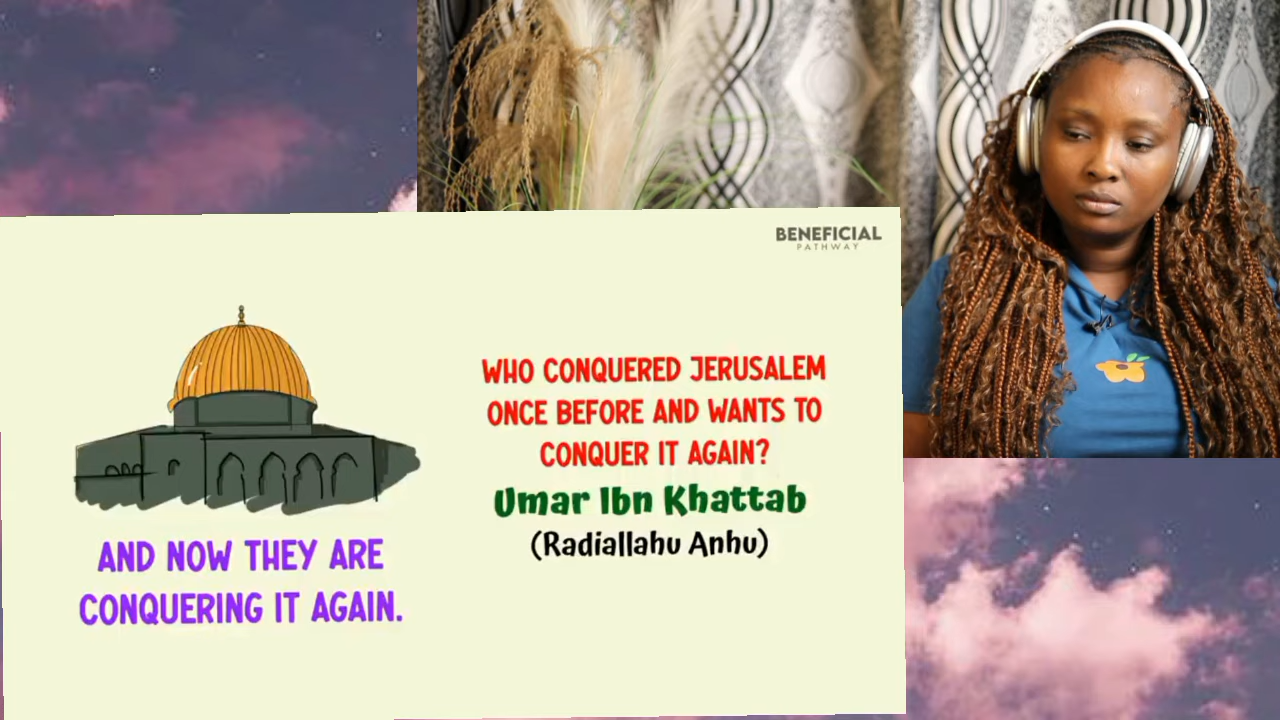 BENEFICIAL
PATHWAY
WHO CONQUERED JERUSALEM
ONCE BEFORE AND WANTS TO
CONQUER IT AGAIN?
Umar Ibn Khattab
(Radiallahu Anhu)
AND NOW THEY ARE
CONQUERING IT AGAIN.